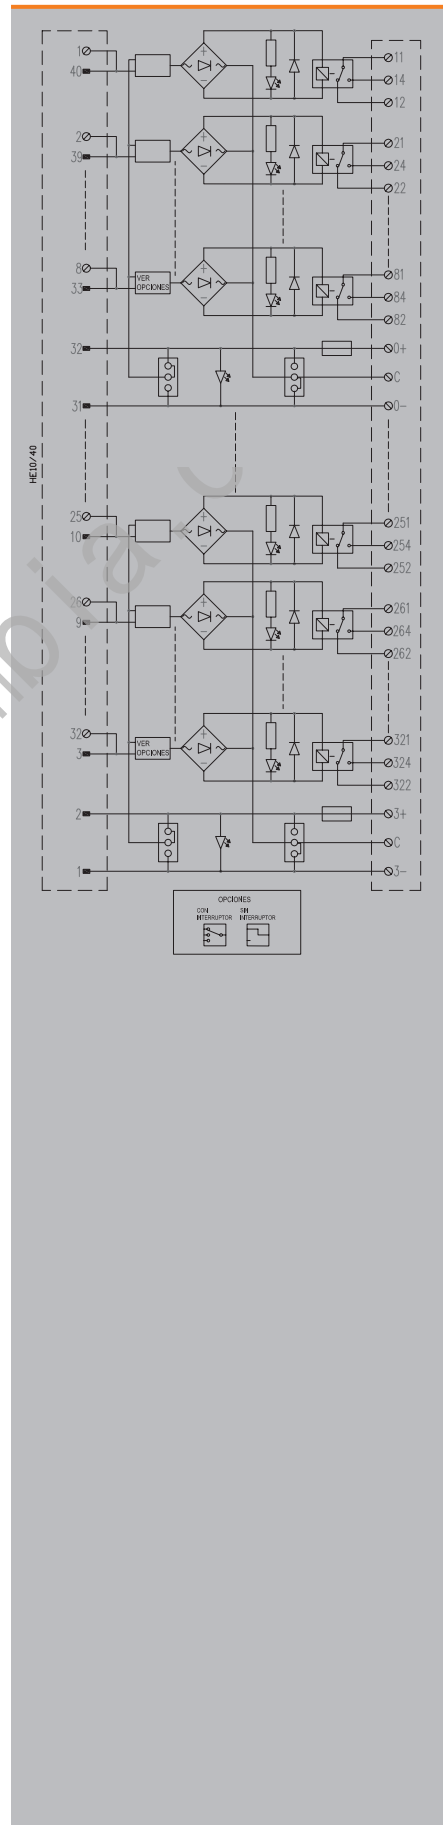 1
40
11
14
12
2
39
21
24
22
8
33
VER
OPCIONES
81
84
82
32
0+
C
31
0-
HE10/40
25
10
251
254
252
26
9
261
264
262
32
3
VER
OPCIONES
321
324
322
2
3+
C
1
3-
OPCIONES
CON
INTERRUPTOR
SIN
INTERRUPTOR
mbia.c